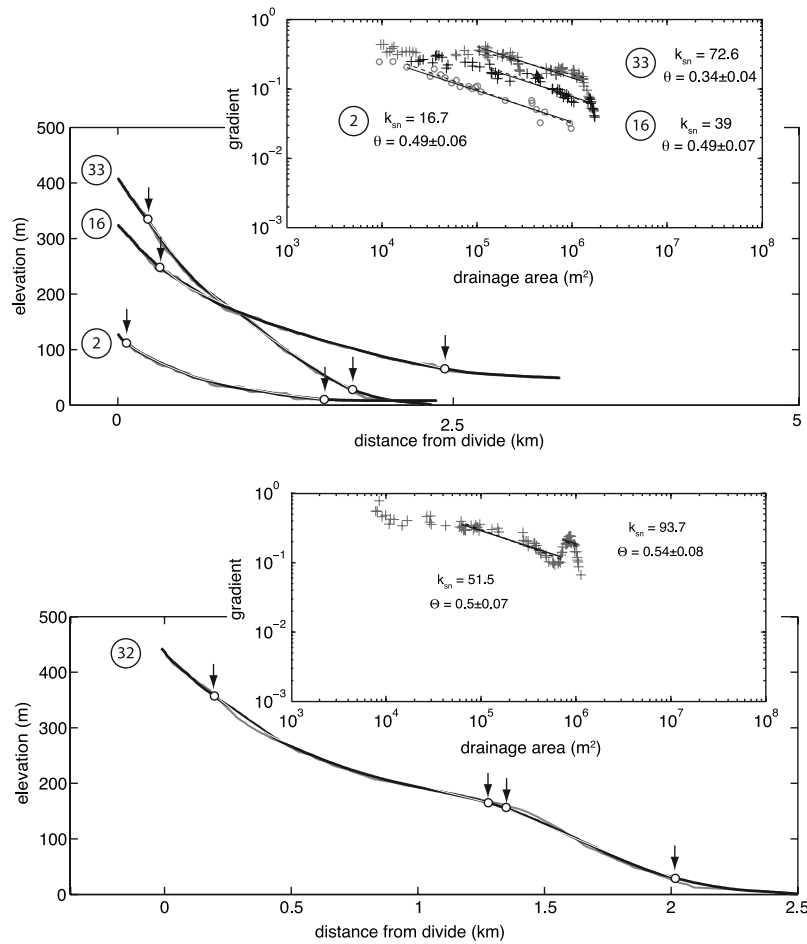 10⁰
10⁻¹
10⁻²
10⁻³
gradient
33
kₛₙ = 72.6
θ = 0.34±0.04
2
kₛₙ = 16.7
θ = 0.49±0.06
16
kₛₙ = 39
θ = 0.49±0.07
10³ 10⁴ 10⁵ 10⁶ 10⁷ 10⁸
drainage area (m²)
500
400
300
200
100
0
elevation (m)
33
16
2
0 2.5 5
distance from divide (km)
10⁰
10⁻¹
10⁻²
10⁻³
gradient
kₛₙ = 93.7
Θ = 0.54±0.08
kₛₙ = 51.5
Θ = 0.5±0.07
10³ 10⁴ 10⁵ 10⁶ 10⁷ 10⁸
drainage area (m²)
500
400
300
200
100
0
elevation (m)
32
0 0.5 1 1.5 2 2.5
distance from divide (km)